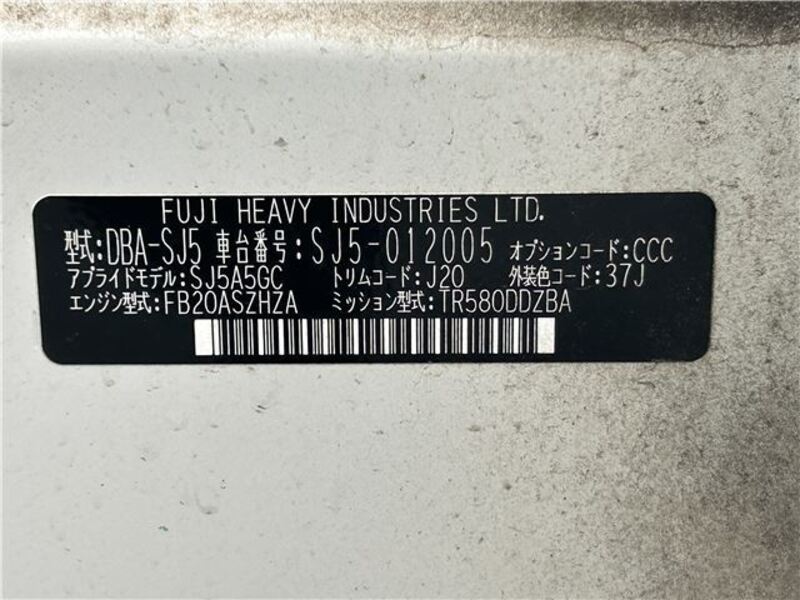 FUJI HEAVY INDUSTRIES LTD.
型式:DBA-SJ5 車台番号:SJ5-012005 オプションコード:CCC
アプライドモデル:SJ5A5GC トリムコード:J20 外装色コード:37J
エンジン型式:FB20ASZHZA ミッション型式:TR580DDZBA